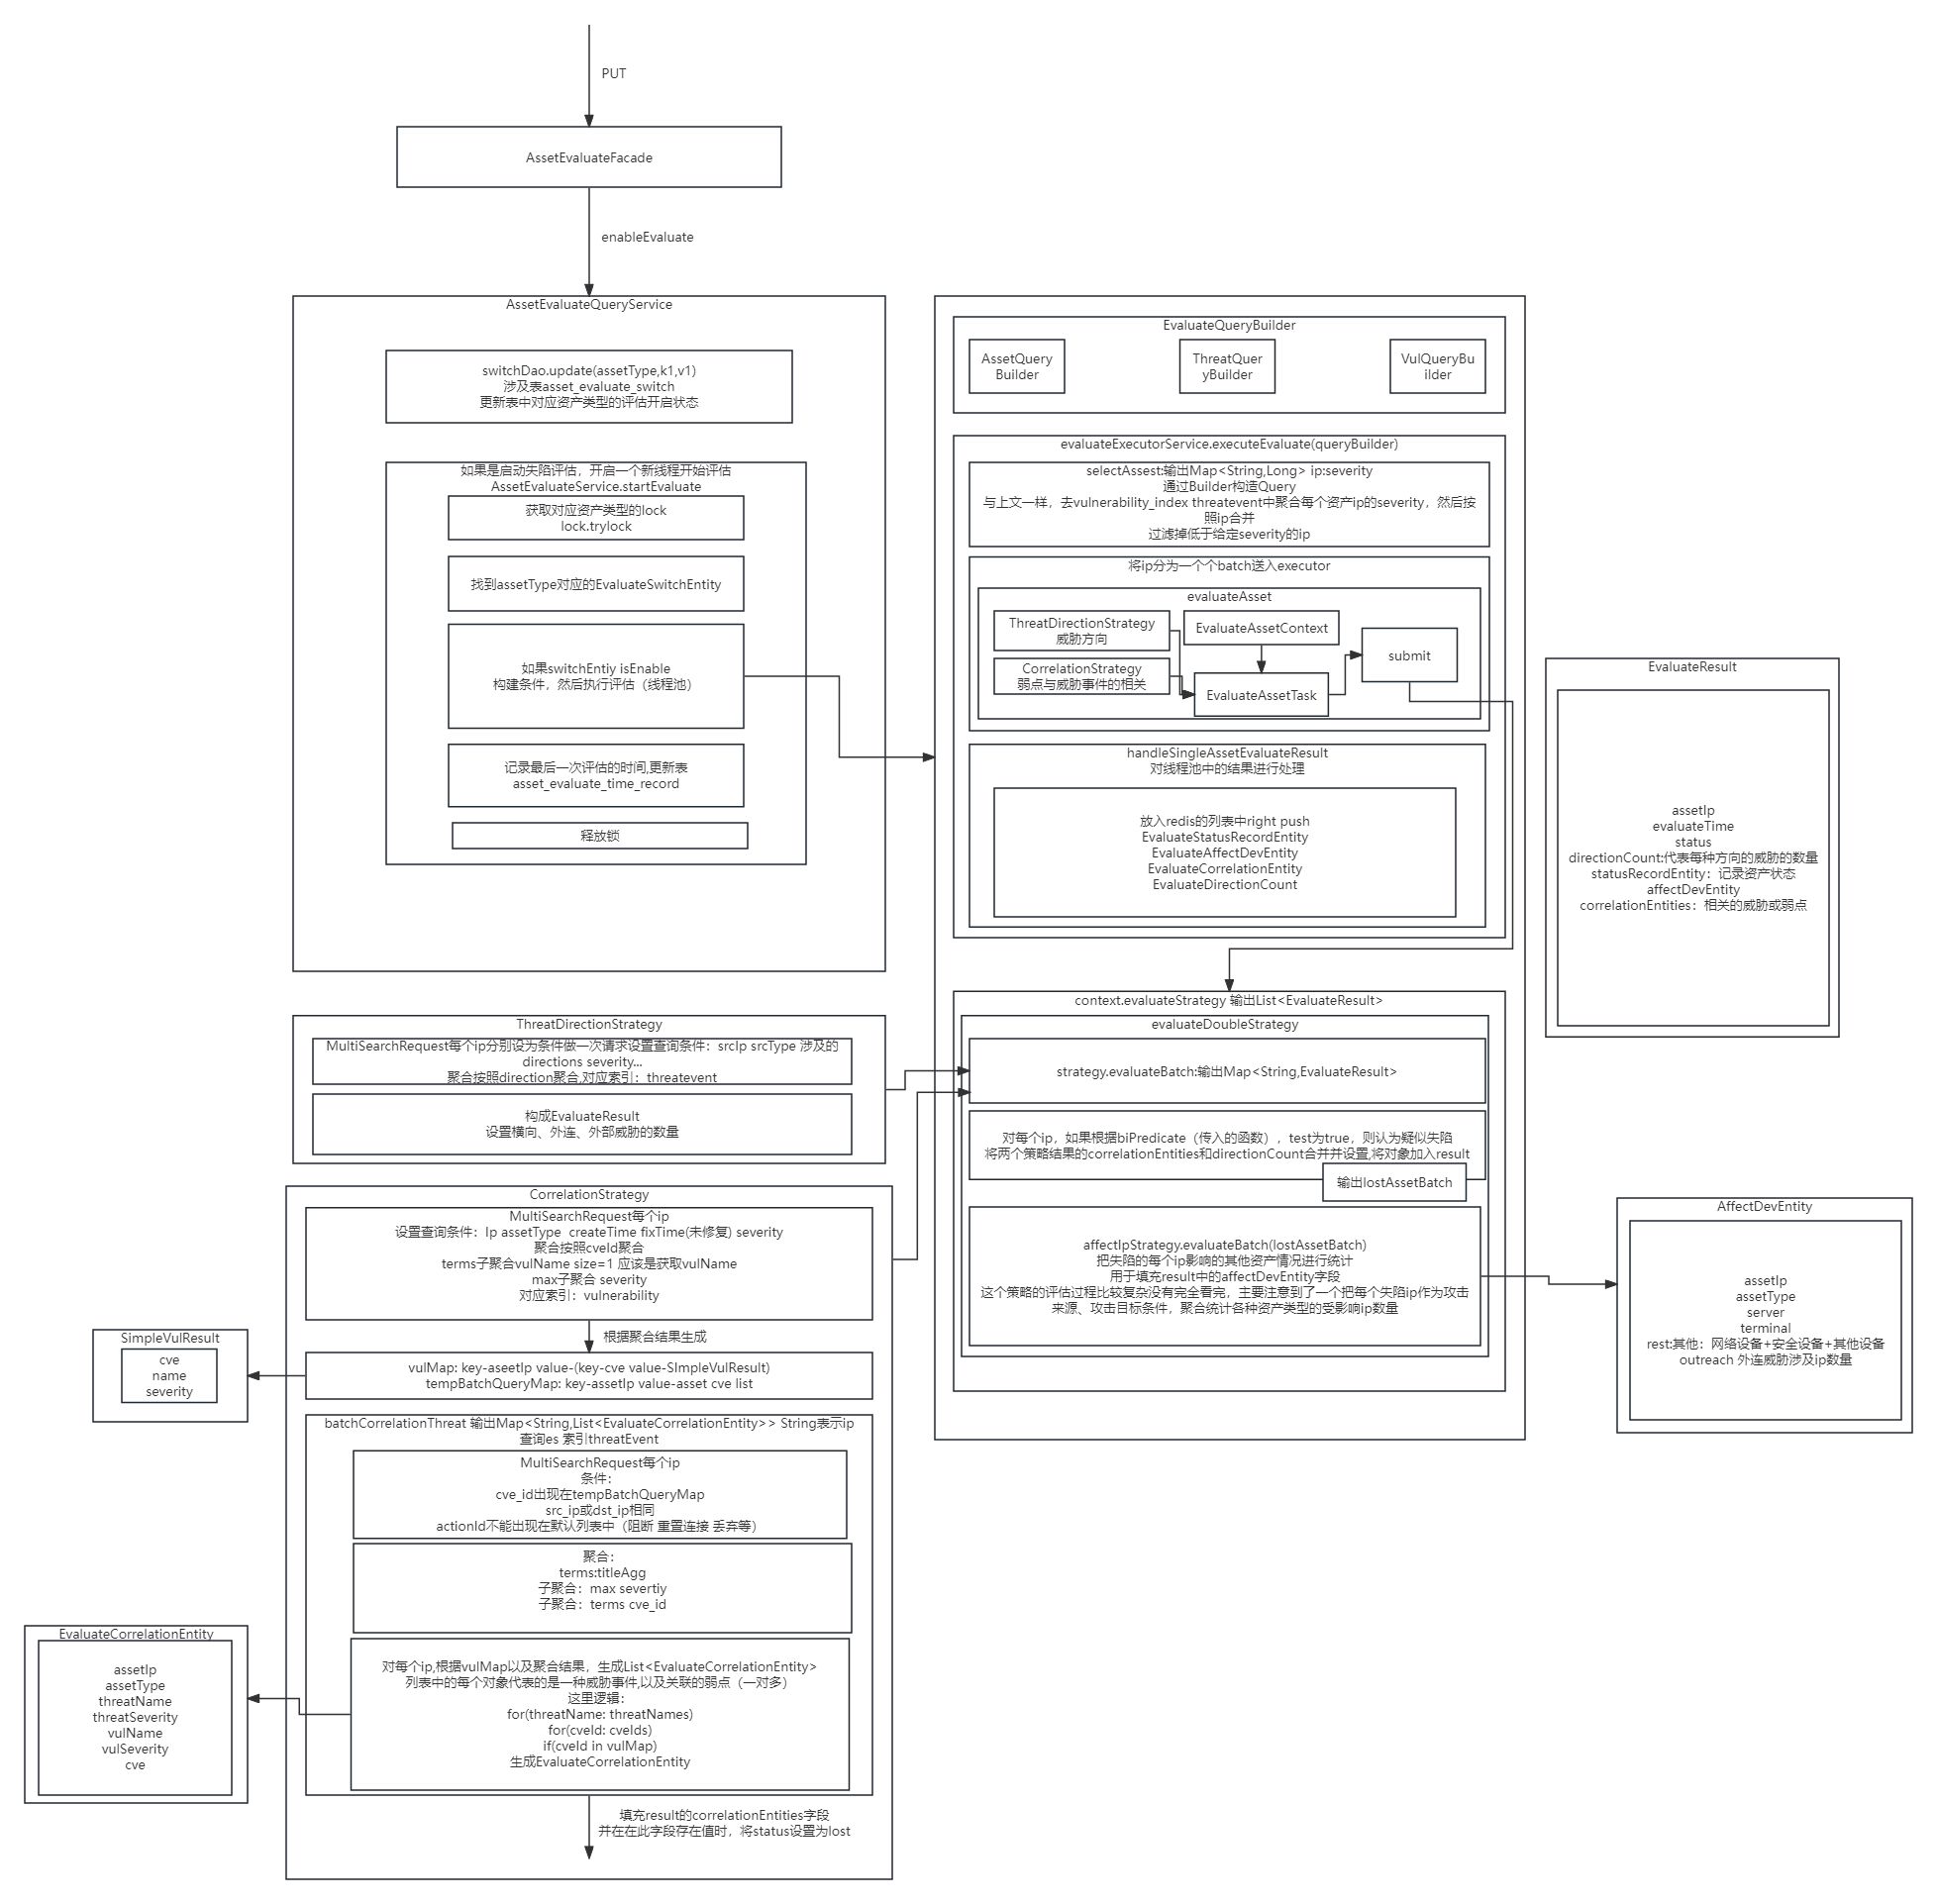 PUT
AssetEvaluateFacade
enableEvaluate
AssetEvaluateQueryService
switchDao.update(assetType,k1,v1)
涉及表asset_evaluate_switch
更新表中对应资产类型的评估开启状态
如果是启动失陷评估，开启一个新线程开始评估
AssetEvaluateService.startEvaluate
获取对应资产类型的lock
lock.trylock
找到assetType对应的EvaluateSwitchEntity
如果switchEntiy isEnable
构建条件，然后执行评估（线程池）
记录最后一次评估的时间,更新表
asset_evaluate_time_record
释放锁
EvaluateQueryBuilder
AssetQuery
Builder
ThreatQuer
yBuilder
VulQueryBu
ilder
evaluateExecutorService.executeEvaluate(queryBuilder)
selectAssest:输出Map<String,Long> ip:severity
通过Builder构造Query
与上文一样，去vulnerability_index threatevent中聚合每个资产ip的severity，然后按
照ip合并
过滤掉低于给定severity的ip
将ip分为一个个batch送入executor
evaluateAsset
ThreatDirectionStrategy
威胁方向
EvaluateAssetContext
submit
CorrelationStrategy
弱点与威胁事件的相关
EvaluateAssetTask
handleSingleAssetEvaluateResult
对线程池中的结果进行处理
放入redis的列表中right push
EvaluateStatusRecordEntity
EvaluateAffectDevEntity
EvaluateCorrelationEntity
EvaluateDirectionCount
EvaluateResult
assetIp
evaluateTime
status
directionCount:代表每种方向的威胁的数量
statusRecordEntity：记录资产状态
affectDevEntity
correlationEntities：相关的威胁或弱点
context.evaluateStrategy 输出List<EvaluateResult>
evaluateDoubleStrategy
strategy.evaluateBatch:输出Map<String,EvaluateResult>
对每个ip，如果根据biPredicate（传入的函数），test为true，则认为疑似失陷
将两个策略结果的correlationEntities和directionCount合并并设置,将对象加入result
输出lostAssetBatch
affectIpStrategy.evaluateBatch(lostAssetBatch)
把失陷的每个ip影响的其他资产情况进行统计
用于填充result中的affectDevEntity字段
这个策略的评估过程比较复杂没有完全看完，主要注意到了一个把每个失陷ip作为攻击
来源、攻击目标条件，聚合统计各种资产类型的受影响ip数量
AffectDevEntity
assetIp
assetType
server
terminal
rest:其他：网络设备+安全设备+其他设备
outreach 外连威胁涉及ip数量
ThreatDirectionStrategy
MultiSearchRequest每个ip分别设为条件做一次请求设置查询条件：srcIp srcType 涉及的
directions severity...
聚合按照direction聚合,对应索引：threatevent
构成EvaluateResult
设置横向、外连、外部威胁的数量
CorrelationStrategy
MultiSearchRequest每个ip
设置查询条件：Ip assetType  createTime fixTime(未修复) severity
聚合按照cveId聚合
terms子聚合vulName size=1 应该是获取vulName
max子聚合 severity
对应索引：vulnerability
根据聚合结果生成
SimpleVulResult
cve
name
severity
vulMap: key-aseetIp value-(key-cve value-SImpleVulResult)
tempBatchQueryMap: key-assetIp value-asset cve list
batchCorrelationThreat 输出Map<String,List<EvaluateCorrelationEntity>> String表示ip
查询es 索引threatEvent
MultiSearchRequest每个ip
条件：
cve_id出现在tempBatchQueryMap
src_ip或dst_ip相同
actionId不能出现在默认列表中（阻断 重置连接 丢弃等）
聚合：
terms:titleAgg
子聚合：max severtiy
子聚合：terms cve_id
对每个ip,根据vulMap以及聚合结果，生成List<EvaluateCorrelationEntity>
列表中的每个对象代表的是一种威胁事件,以及关联的弱点（一对多）
这里逻辑：
for(threatName: threatNames)
for(cveId: cveIds)
if(cveId in vulMap)
生成EvaluateCorrelationEntity
EvaluateCorrelationEntity
assetIp
assetType
threatName
threatSeverity
vulName
vulSeverity
cve
填充result的correlationEntities字段
并在在此字段存在值时，将status设置为lost